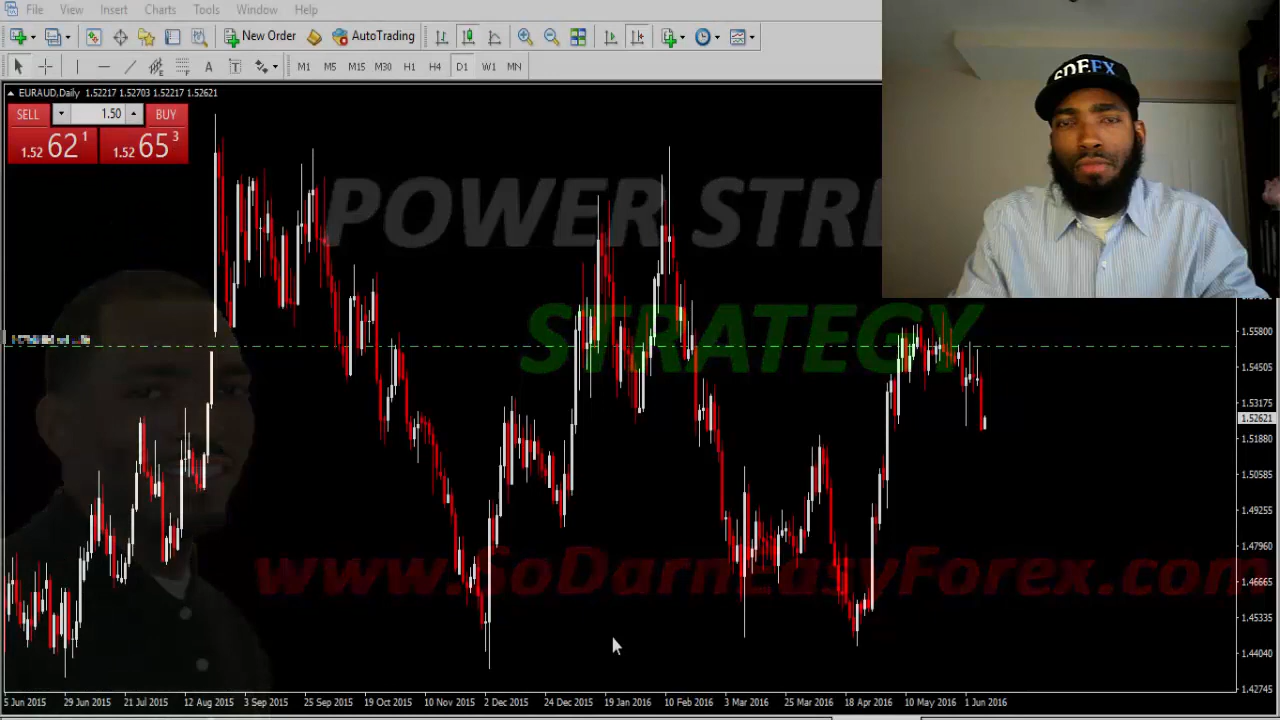 File View Insert Charts Tools Window Help
New Order AutoTrading
A T M1 M5 M15 M30 H1 H4 D1 W1 MN
EURAUD,Daily 1.52217 1.52703 1.52217 1.52621
SELL 1.50 BUY
1.52 62 1 1.52 65 3
SDEFX
POWER STRE
STRATEGY
www.SoDarnEasyForex.com
1.55800
1.54505
1.53175
1.52621
1.51880
1.50585
1.49255
1.47960
1.46665
1.45335
1.44040
1.42745
5 Jun 2015 29 Jun 2015 21 Jul 2015 12 Aug 2015 3 Sep 2015 25 Sep 2015 19 Oct 2015 10 Nov 2015 2 Dec 2015 24 Dec 2015 19 Jan 2016 10 Feb 2016 3 Mar 2016 25 Mar 2016 18 Apr 2016 10 May 2016 1 Jun 2016